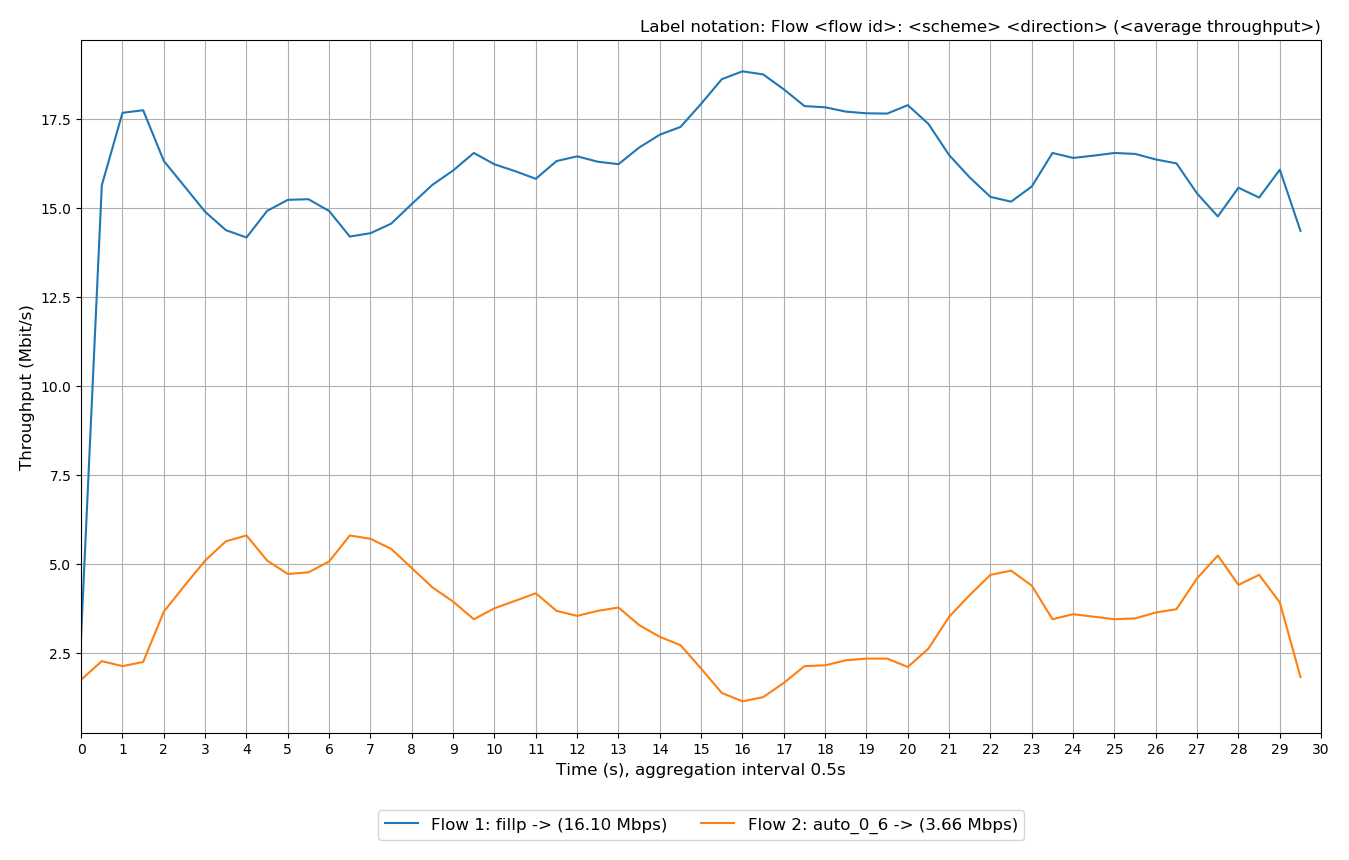 Label notation: Flow <flow id>: <scheme> <direction> (<average throughput>)
Throughput (Mbit/s)
17.5
15.0
12.5
10.0
7.5
5.0
2.5
0 1 2 3 4 5 6 7 8 9 10 11 12 13 14 15 16 17 18 19 20 21 22 23 24 25 26 27 28 29 30
Time (s), aggregation interval 0.5s
Flow 1: fillp -> (16.10 Mbps) Flow 2: auto_0_6 -> (3.66 Mbps)